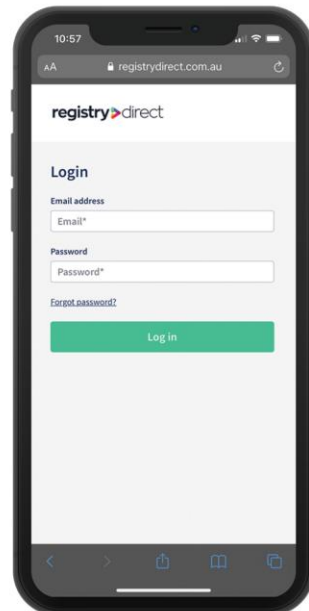 10:57
AA registrydirect.com.au
registry direct
Login
Email address
Email*
Password
Password*
Forgot password?
Log in